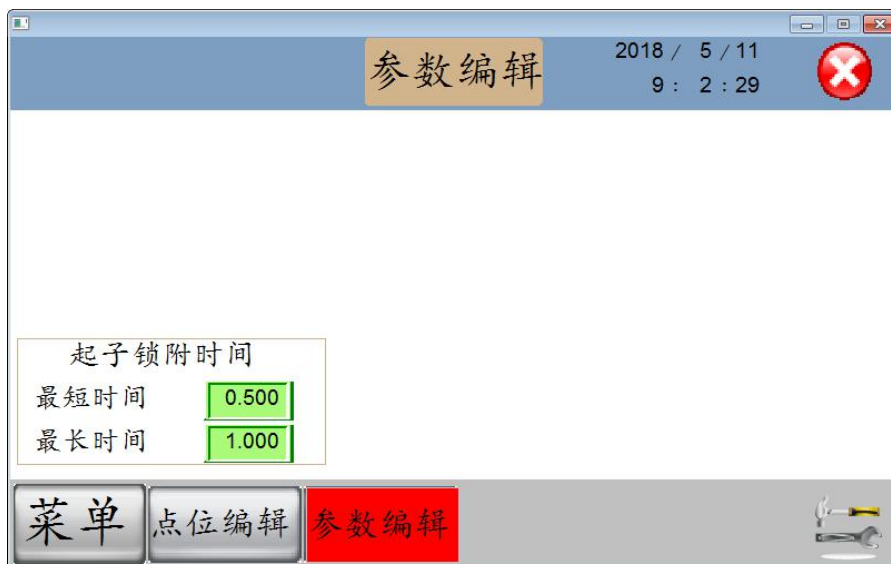 参数编辑
2018 / 5 / 11
9 : 2 : 29
起子锁附时间
最短时间 0.500
最长时间 1.000
菜单 点位编辑 参数编辑